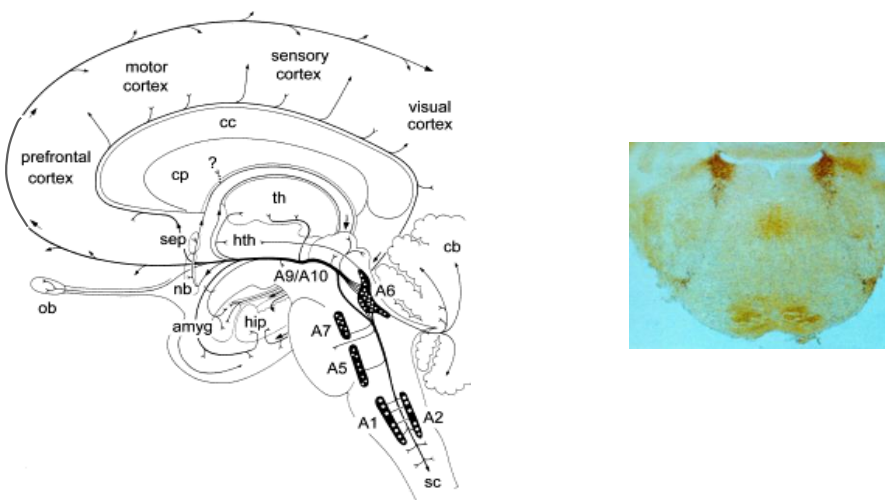 motor
cortex
sensory
cortex
visual
cortex
cc
prefrontal
cortex
?
cp
th
sep
hth
cb
nb
A9/A10
A6
ob
amyg
hip
A7
A5
A1
A2
sc